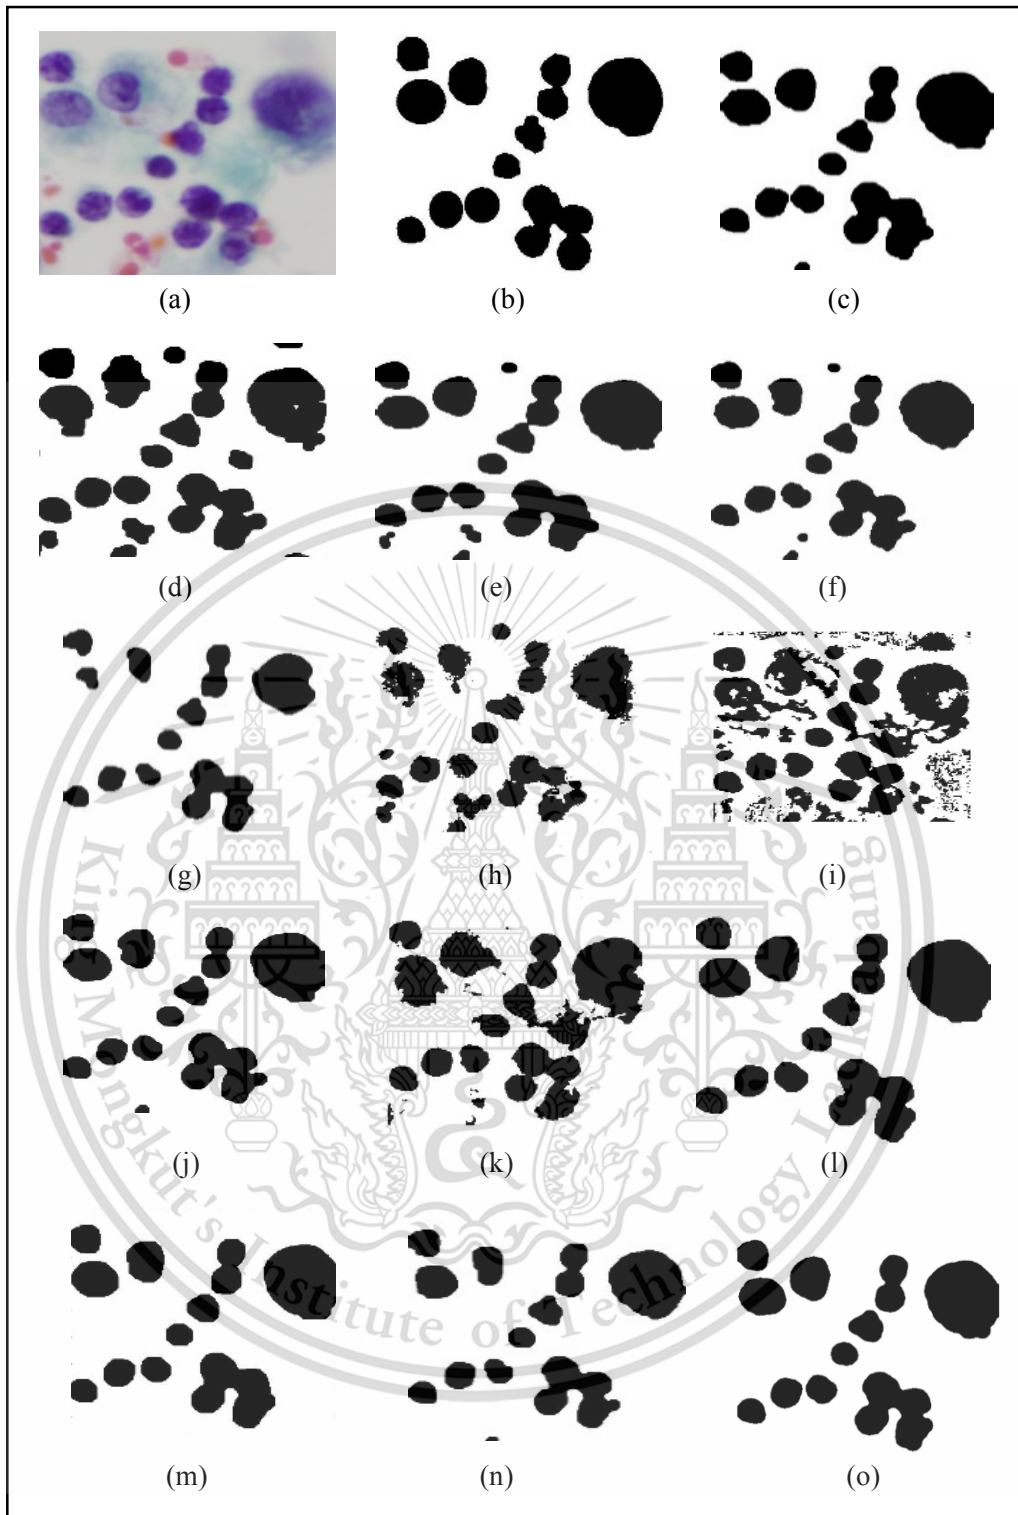 (a) (b) (c)
(d) (e) (f)
(g) (h) (i)
(j) (k) (l)
(m) (n) (o)
King Mongkut's Institute of Technology Ladkrabang